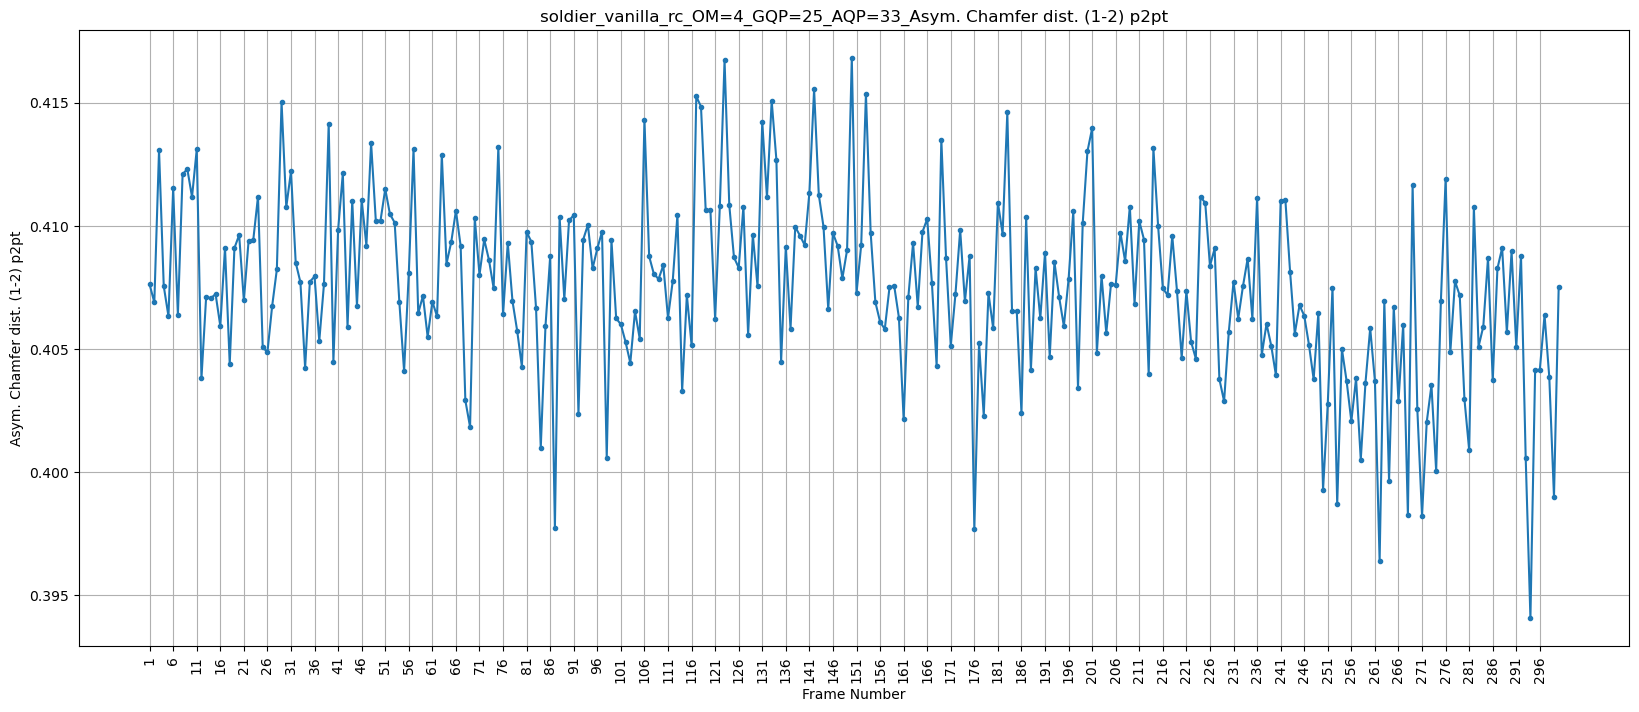 soldier_vanilla_rc_OM=4_GQP=25_AQP=33_Asym. Chamfer dist. (1-2) p2pt
Asym. Chamfer dist. (1-2) p2pt
0.415
0.410
0.405
0.400
0.395
1 6 11 16 21 26 31 36 41 46 51 56 61 66 71 76 81 86 91 96 101 106 111 116 121 126 131 136 141 146 151 156 161 166 171 176 181 186 191 196 201 206 211 216 221 226 231 236 241 246 251 256 261 266 271 276 281 286 291 296
Frame Number